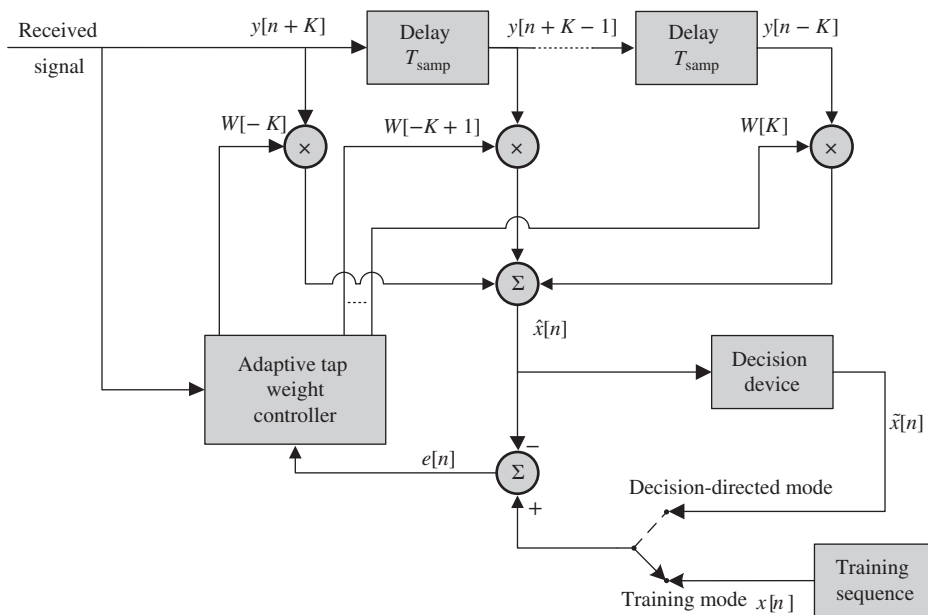 Received
signal
y[n + K]
Delay
T_samp
y[n + K − 1]
Delay
T_samp
y[n − K]
W[− K]
×
W[−K + 1]
×
W[K]
×
Σ
x̂[n]
Adaptive tap
weight
controller
Decision
device
x̃[n]
−
e[n]
Σ
+
Decision-directed mode
Training mode
x[n]
Training
sequence